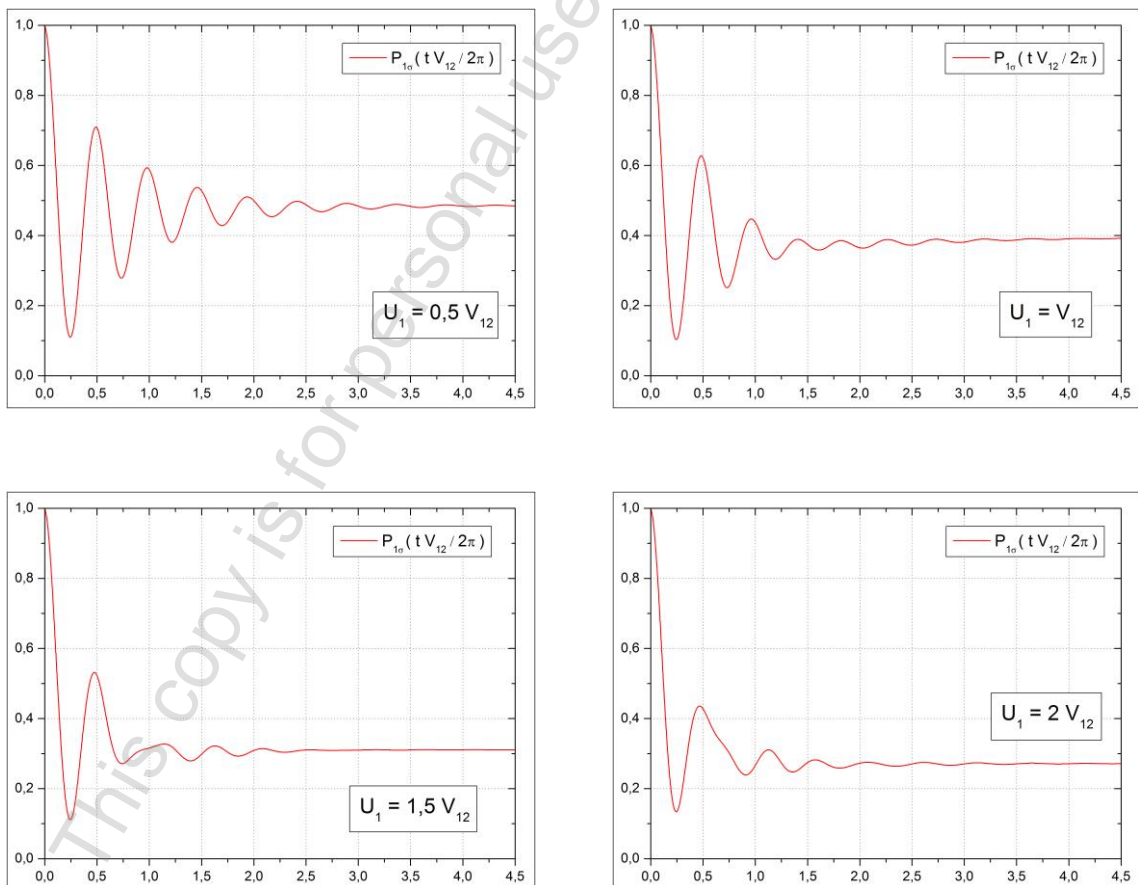 P1σ ( t V12 / 2π )
U1 = 0,5 V12
1,0
0,8
0,6
0,4
0,2
0,0
0,0 0,5 1,0 1,5 2,0 2,5 3,0 3,5 4,0 4,5
P1σ ( t V12 / 2π )
U1 = V12
1,0
0,8
0,6
0,4
0,2
0,0
0,0 0,5 1,0 1,5 2,0 2,5 3,0 3,5 4,0 4,5
P1σ ( t V12 / 2π )
U1 = 1,5 V12
1,0
0,8
0,6
0,4
0,2
0,0
0,0 0,5 1,0 1,5 2,0 2,5 3,0 3,5 4,0 4,5
P1σ ( t V12 / 2π )
U1 = 2 V12
1,0
0,8
0,6
0,4
0,2
0,0
0,0 0,5 1,0 1,5 2,0 2,5 3,0 3,5 4,0 4,5
This copy is for personal use